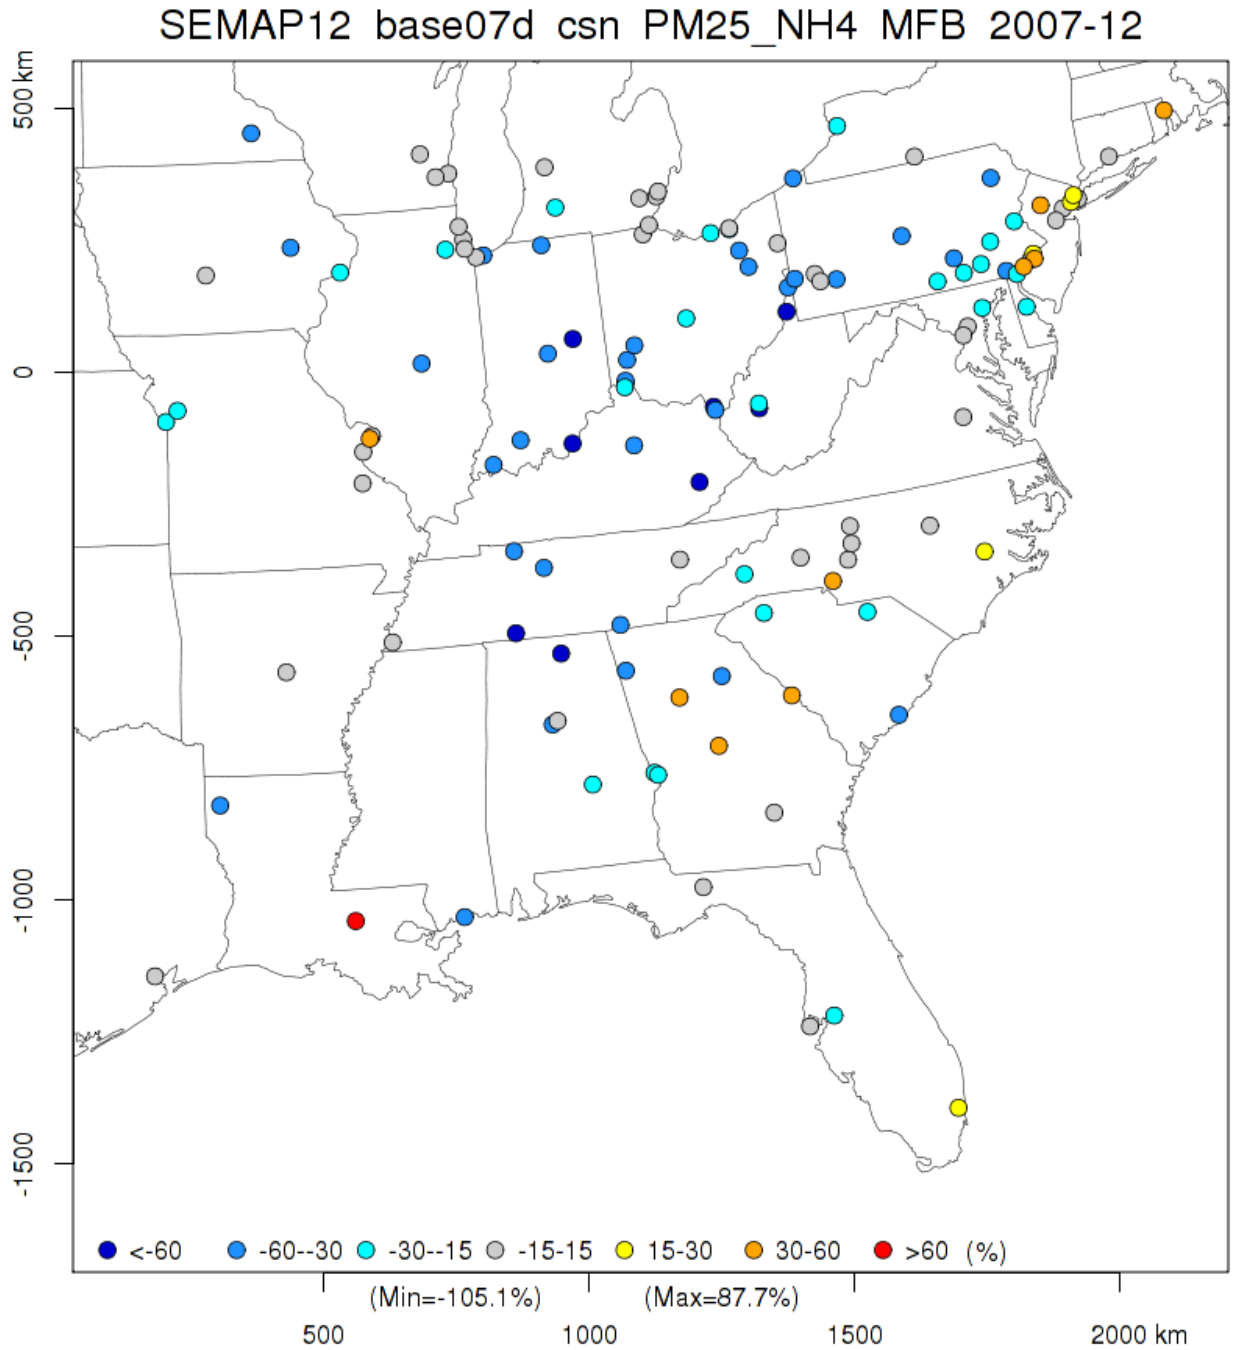 SEMAP12 base07d csn PM25_NH4 MFB 2007-12
500 km
0
-500
-1000
-1500
<-60 -60--30 -30--15 -15-15 15-30 30-60 >60 (%)
(Min=-105.1%) (Max=87.7%)
500 1000 1500 2000 km